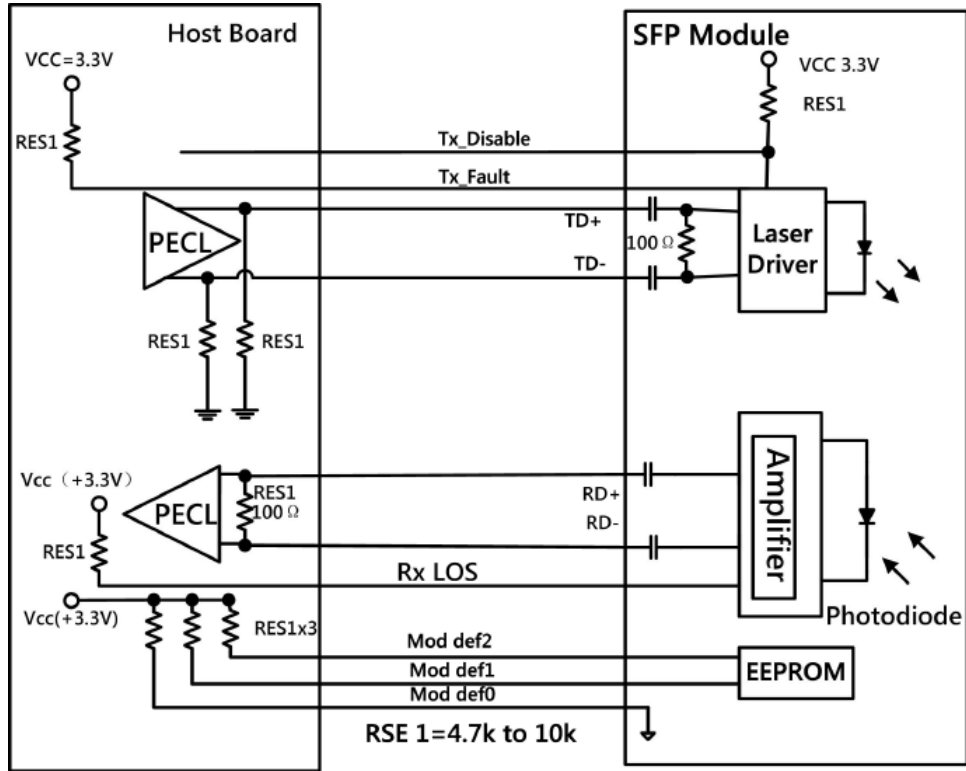 Host Board
SFP Module
VCC=3.3V
VCC 3.3V
RES1
RES1
Tx_Disable
Tx_Fault
PECL
TD+
100Ω
TD-
Laser
Driver
RES1
RES1
Vcc（+3.3V）
PECL
RES1
100Ω
RD+
RD-
Amplifier
RES1
Rx LOS
Vcc(+3.3V)
RES1x3
Photodiode
Mod def2
Mod def1
Mod def0
EEPROM
RSE 1=4.7k to 10k